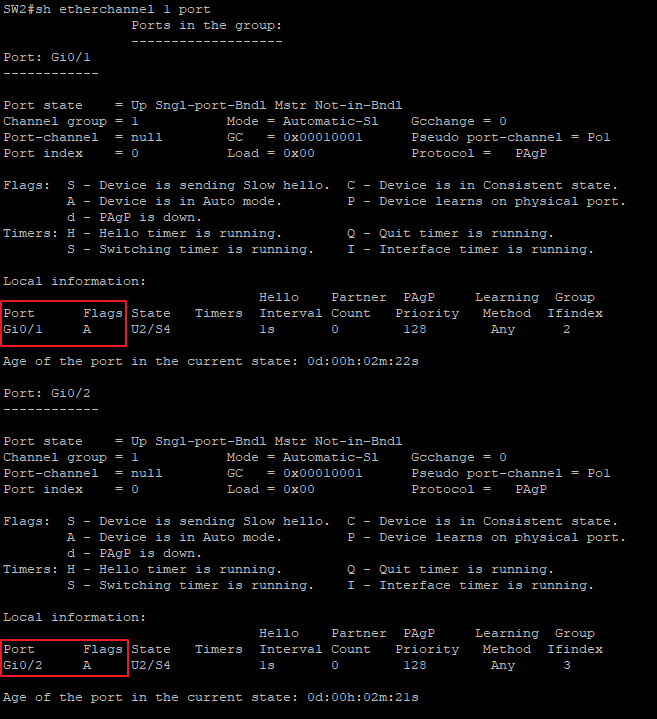 SW2#sh etherchannel 1 port
                Ports in the group:
                -------------------
Port: Gi0/1
------------
Port state    = Up Sngl-port-Bndl Mstr Not-in-Bndl
Channel group = 1           Mode = Automatic-Sl    Gcchange = 0
Port-channel  = null        GC   = 0x00010001      Pseudo port-channel = Po1
Port index    = 0           Load = 0x00            Protocol =   PAgP
Flags:  S - Device is sending Slow hello.  C - Device is in Consistent state.
        A - Device is in Auto mode.        P - Device learns on physical port.
        d - PAgP is down.
Timers: H - Hello timer is running.        Q - Quit timer is running.
        S - Switching timer is running.    I - Interface timer is running.
Local information:
                                Hello    Partner  PAgP     Learning  Group
Port      Flags State   Timers  Interval Count   Priority   Method  Ifindex
Gi0/1     A     U2/S4           1s       0        128        Any      2
Age of the port in the current state: 0d:00h:02m:22s
Port: Gi0/2
------------
Port state    = Up Sngl-port-Bndl Mstr Not-in-Bndl
Channel group = 1           Mode = Automatic-Sl    Gcchange = 0
Port-channel  = null        GC   = 0x00010001      Pseudo port-channel = Po1
Port index    = 0           Load = 0x00            Protocol =   PAgP
Flags:  S - Device is sending Slow hello.  C - Device is in Consistent state.
        A - Device is in Auto mode.        P - Device learns on physical port.
        d - PAgP is down.
Timers: H - Hello timer is running.        Q - Quit timer is running.
        S - Switching timer is running.    I - Interface timer is running.
Local information:
                                Hello    Partner  PAgP     Learning  Group
Port      Flags State   Timers  Interval Count   Priority   Method  Ifindex
Gi0/2     A     U2/S4           1s       0        128        Any      3
Age of the port in the current state: 0d:00h:02m:21s